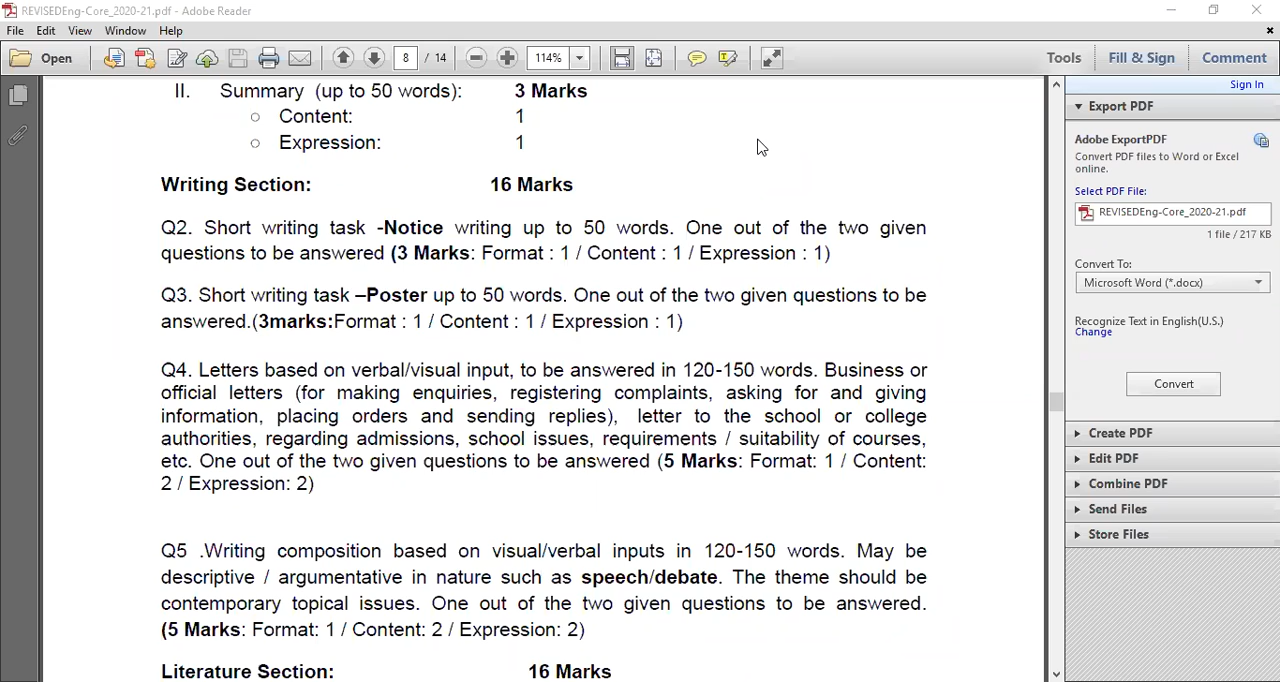 REVISEDEng-Core_2020-21.pdf - Adobe Reader
File Edit View Window Help
Open 8 / 14 114% Tools Fill & Sign Comment
Sign In
II. Summary (up to 50 words): 3 Marks
○ Content: 1
○ Expression: 1
Writing Section: 16 Marks
Q2. Short writing task -Notice writing up to 50 words. One out of the two given
questions to be answered (3 Marks: Format : 1 / Content : 1 / Expression : 1)
Q3. Short writing task –Poster up to 50 words. One out of the two given questions to be
answered.(3marks:Format : 1 / Content : 1 / Expression : 1)
Q4. Letters based on verbal/visual input, to be answered in 120-150 words. Business or
official letters (for making enquiries, registering complaints, asking for and giving
information, placing orders and sending replies), letter to the school or college
authorities, regarding admissions, school issues, requirements / suitability of courses,
etc. One out of the two given questions to be answered (5 Marks: Format: 1 / Content:
2 / Expression: 2)
Q5 .Writing composition based on visual/verbal inputs in 120-150 words. May be
descriptive / argumentative in nature such as speech/debate. The theme should be
contemporary topical issues. One out of the two given questions to be answered.
(5 Marks: Format: 1 / Content: 2 / Expression: 2)
Literature Section: 16 Marks
Export PDF
Adobe ExportPDF
Convert PDF files to Word or Excel
online.
Select PDF File:
REVISEDEng-Core_2020-21.pdf
1 file / 217 KB
Convert To:
Microsoft Word (*.docx)
Recognize Text in English(U.S.)
Change
Convert
Create PDF
Edit PDF
Combine PDF
Send Files
Store Files